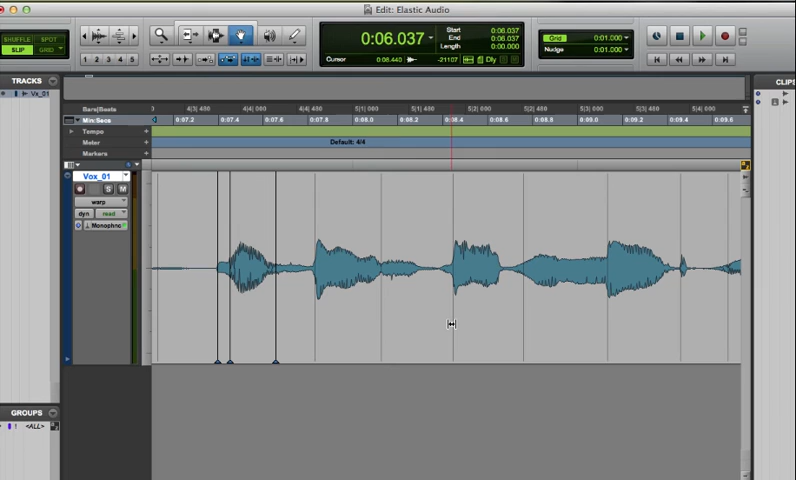 Edit: Elastic Audio
SHUFFLE SPOT
SLIP GRID
0:06.037
Start 0:06.037
End 0:06.037
Length 0:00.000
Cursor 0:08.440 -21107 Dly
Grid 0:01.000
Nudge 0:01.000
1 2 3 4 5
TRACKS
CLIPS
Vx_01
Bars|Beats 4|3| 480 4|4| 000 4|4| 480 5|1| 000 5|1| 480 5|2| 000 5|2| 480 5|3| 000 5|3| 480 5|4| 000
Min:Secs 0:07.2 0:07.4 0:07.6 0:07.8 0:08.0 0:08.2 0:08.4 0:08.6 0:08.8 0:09.0 0:09.2 0:09.4 0:09.6
Tempo
Meter Default: 4/4
Markers
Vox_01
S M
warp
dyn read
Monophnc
GROUPS
! <ALL>